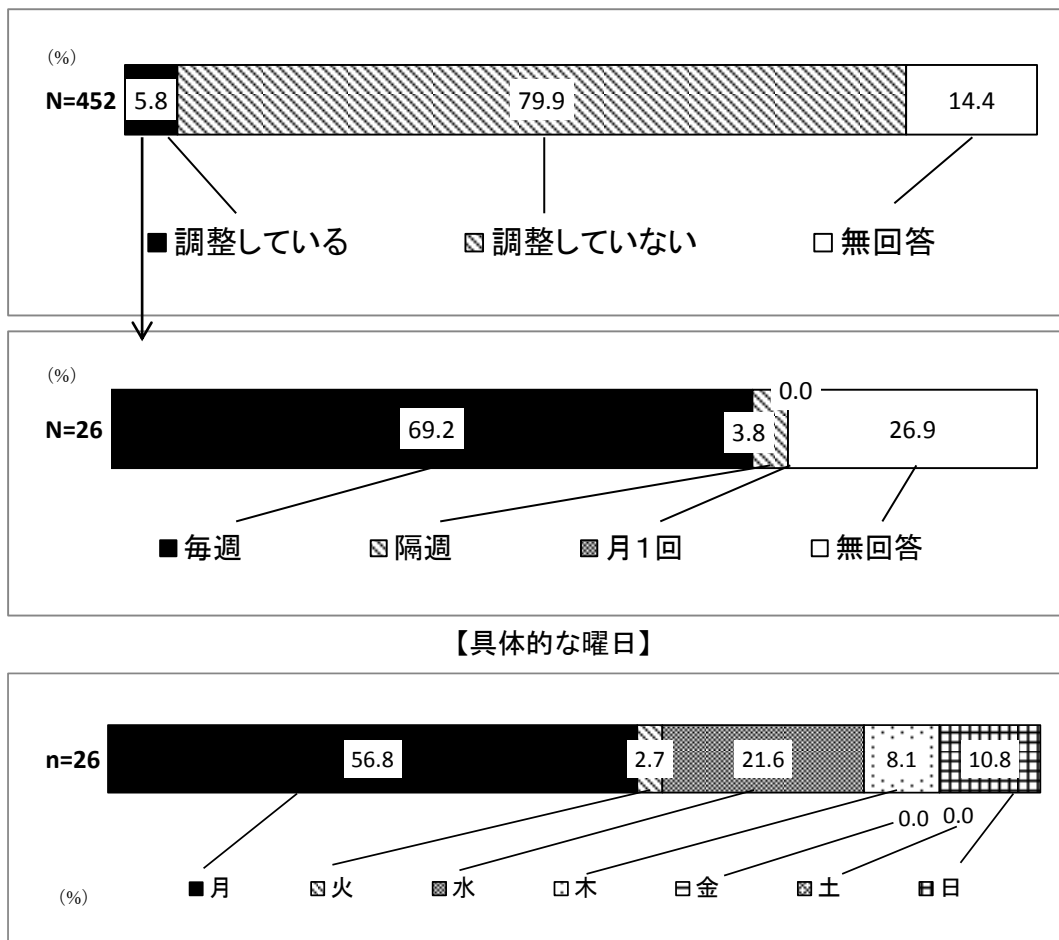 (%)
N=452 5.8 79.9 14.4
■調整している 調整していない □無回答
(%)
0.0
N=26 69.2 3.8 26.9
■毎週 隔週 月1回 □無回答
【具体的な曜日】
n=26 56.8 2.7 21.6 8.1 10.8
0.0 0.0
■月 火 水 木 金 土 日
(%)